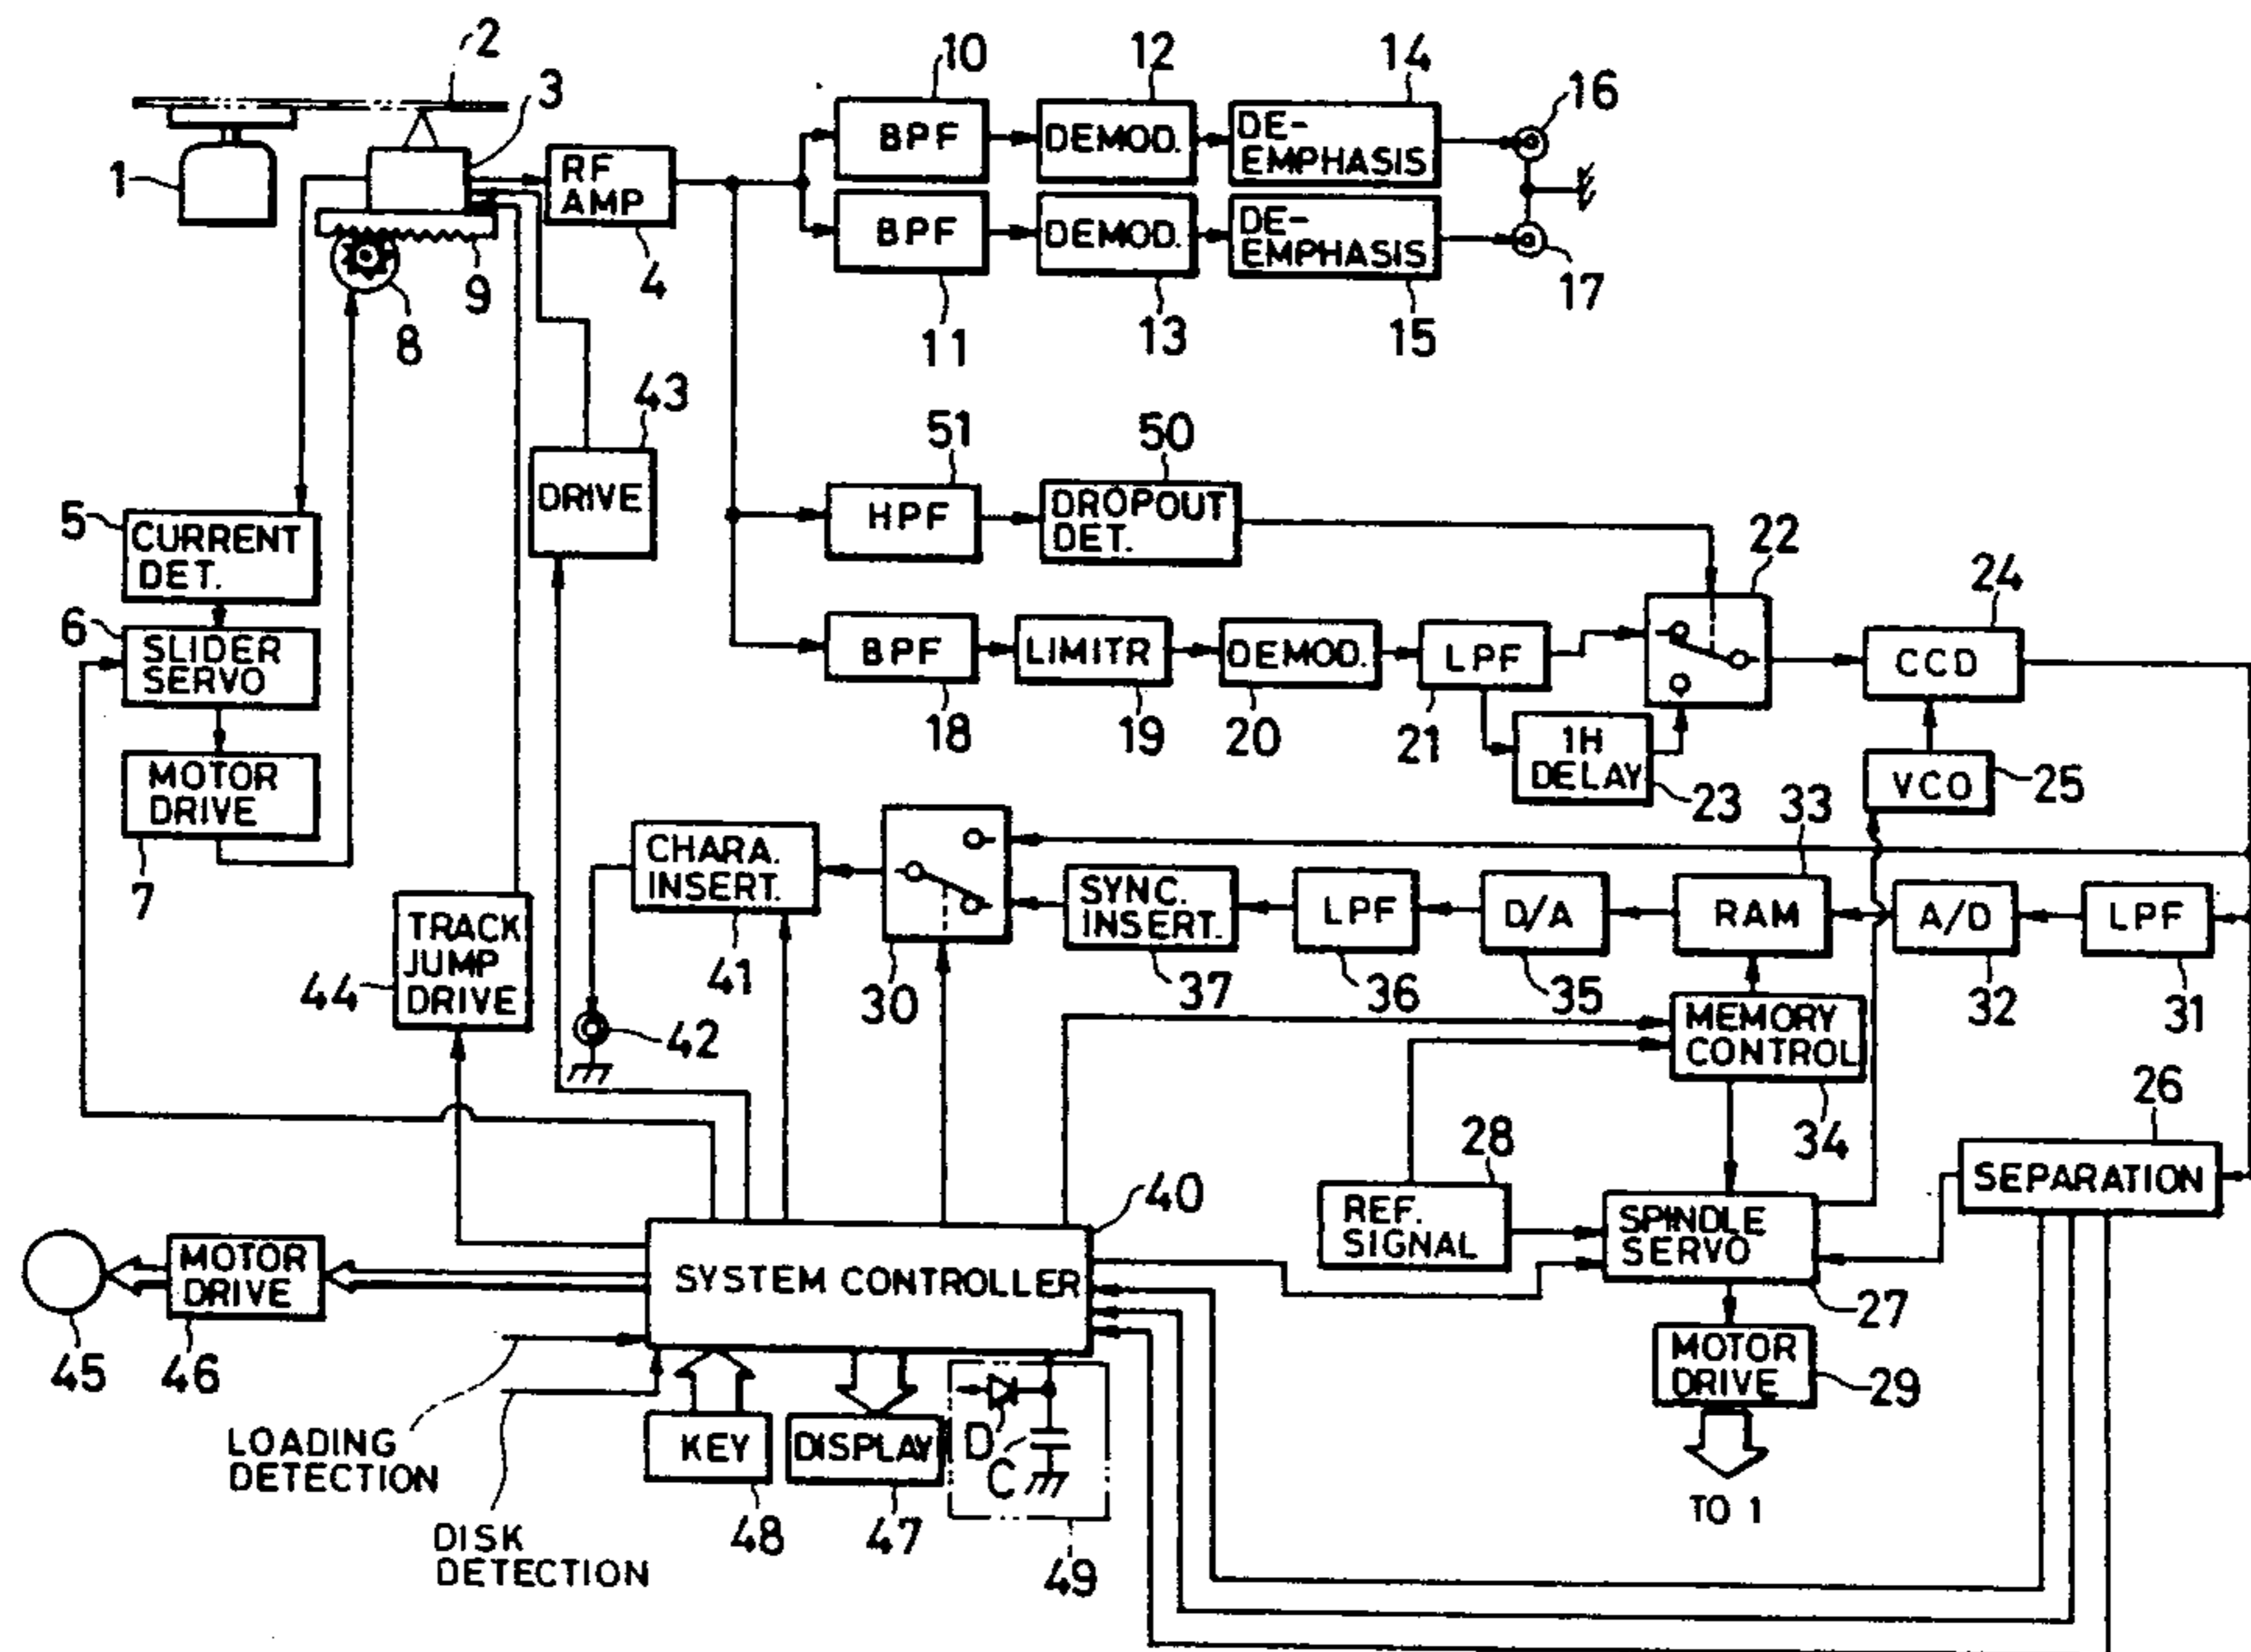 2
3
1
RF
AMP
4
10
12
14
16
BPF
DEMOD.
DE-
EMPHASIS
BPF
DEMOD.
DE-
EMPHASIS
8
9
11
13
15
17
43
DRIVE
51
50
HPF
DROPOUT
DET.
5
CURRENT
DET.
6
SLIDER
SERVO
MOTOR
DRIVE
7
22
24
BPF
LIMITR
DEMOD.
LPF
CCD
18
19
20
21
1H
DELAY
23
VCO
25
33
CHARA.
INSERT.
41
30
SYNC.
INSERT.
37
LPF
36
D/A
35
RAM
A/D
32
LPF
31
TRACK
JUMP
DRIVE
44
42
MEMORY
CONTROL
34
26
SEPARATION
28
REF.
SIGNAL
SPINDLE
SERVO
27
40
SYSTEM CONTROLLER
MOTOR
DRIVE
45
46
MOTOR
DRIVE
29
TO 1
LOADING
DETECTION
DISK
DETECTION
KEY
48
DISPLAY
47
D
C
49